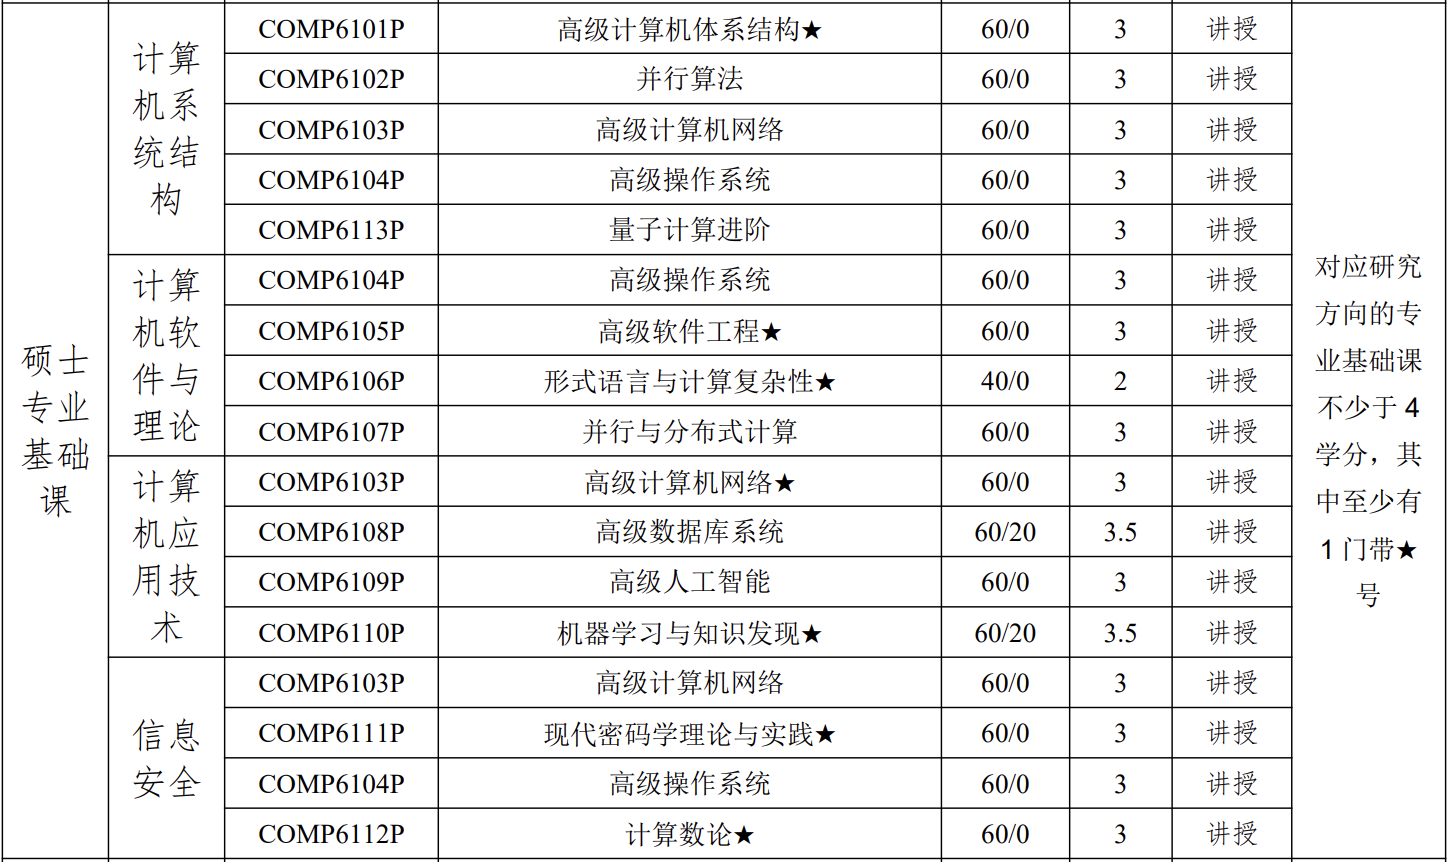 硕士
专业
基础
课
计算
机系
统结
构
COMP6101P 高级计算机体系结构★ 60/0 3 讲授
COMP6102P 并行算法 60/0 3 讲授
COMP6103P 高级计算机网络 60/0 3 讲授
COMP6104P 高级操作系统 60/0 3 讲授
COMP6113P 量子计算进阶 60/0 3 讲授
计算
机软
件与
理论
COMP6104P 高级操作系统 60/0 3 讲授
COMP6105P 高级软件工程★ 60/0 3 讲授
COMP6106P 形式语言与计算复杂性★ 40/0 2 讲授
COMP6107P 并行与分布式计算 60/0 3 讲授
计算
机应
用技
术
COMP6103P 高级计算机网络★ 60/0 3 讲授
COMP6108P 高级数据库系统 60/20 3.5 讲授
COMP6109P 高级人工智能 60/0 3 讲授
COMP6110P 机器学习与知识发现★ 60/20 3.5 讲授
信息
安全
COMP6103P 高级计算机网络 60/0 3 讲授
COMP6111P 现代密码学理论与实践★ 60/0 3 讲授
COMP6104P 高级操作系统 60/0 3 讲授
COMP6112P 计算数论★ 60/0 3 讲授
对应研究
方向的专
业基础课
不少于 4
学分，其
中至少有
1 门带★
号